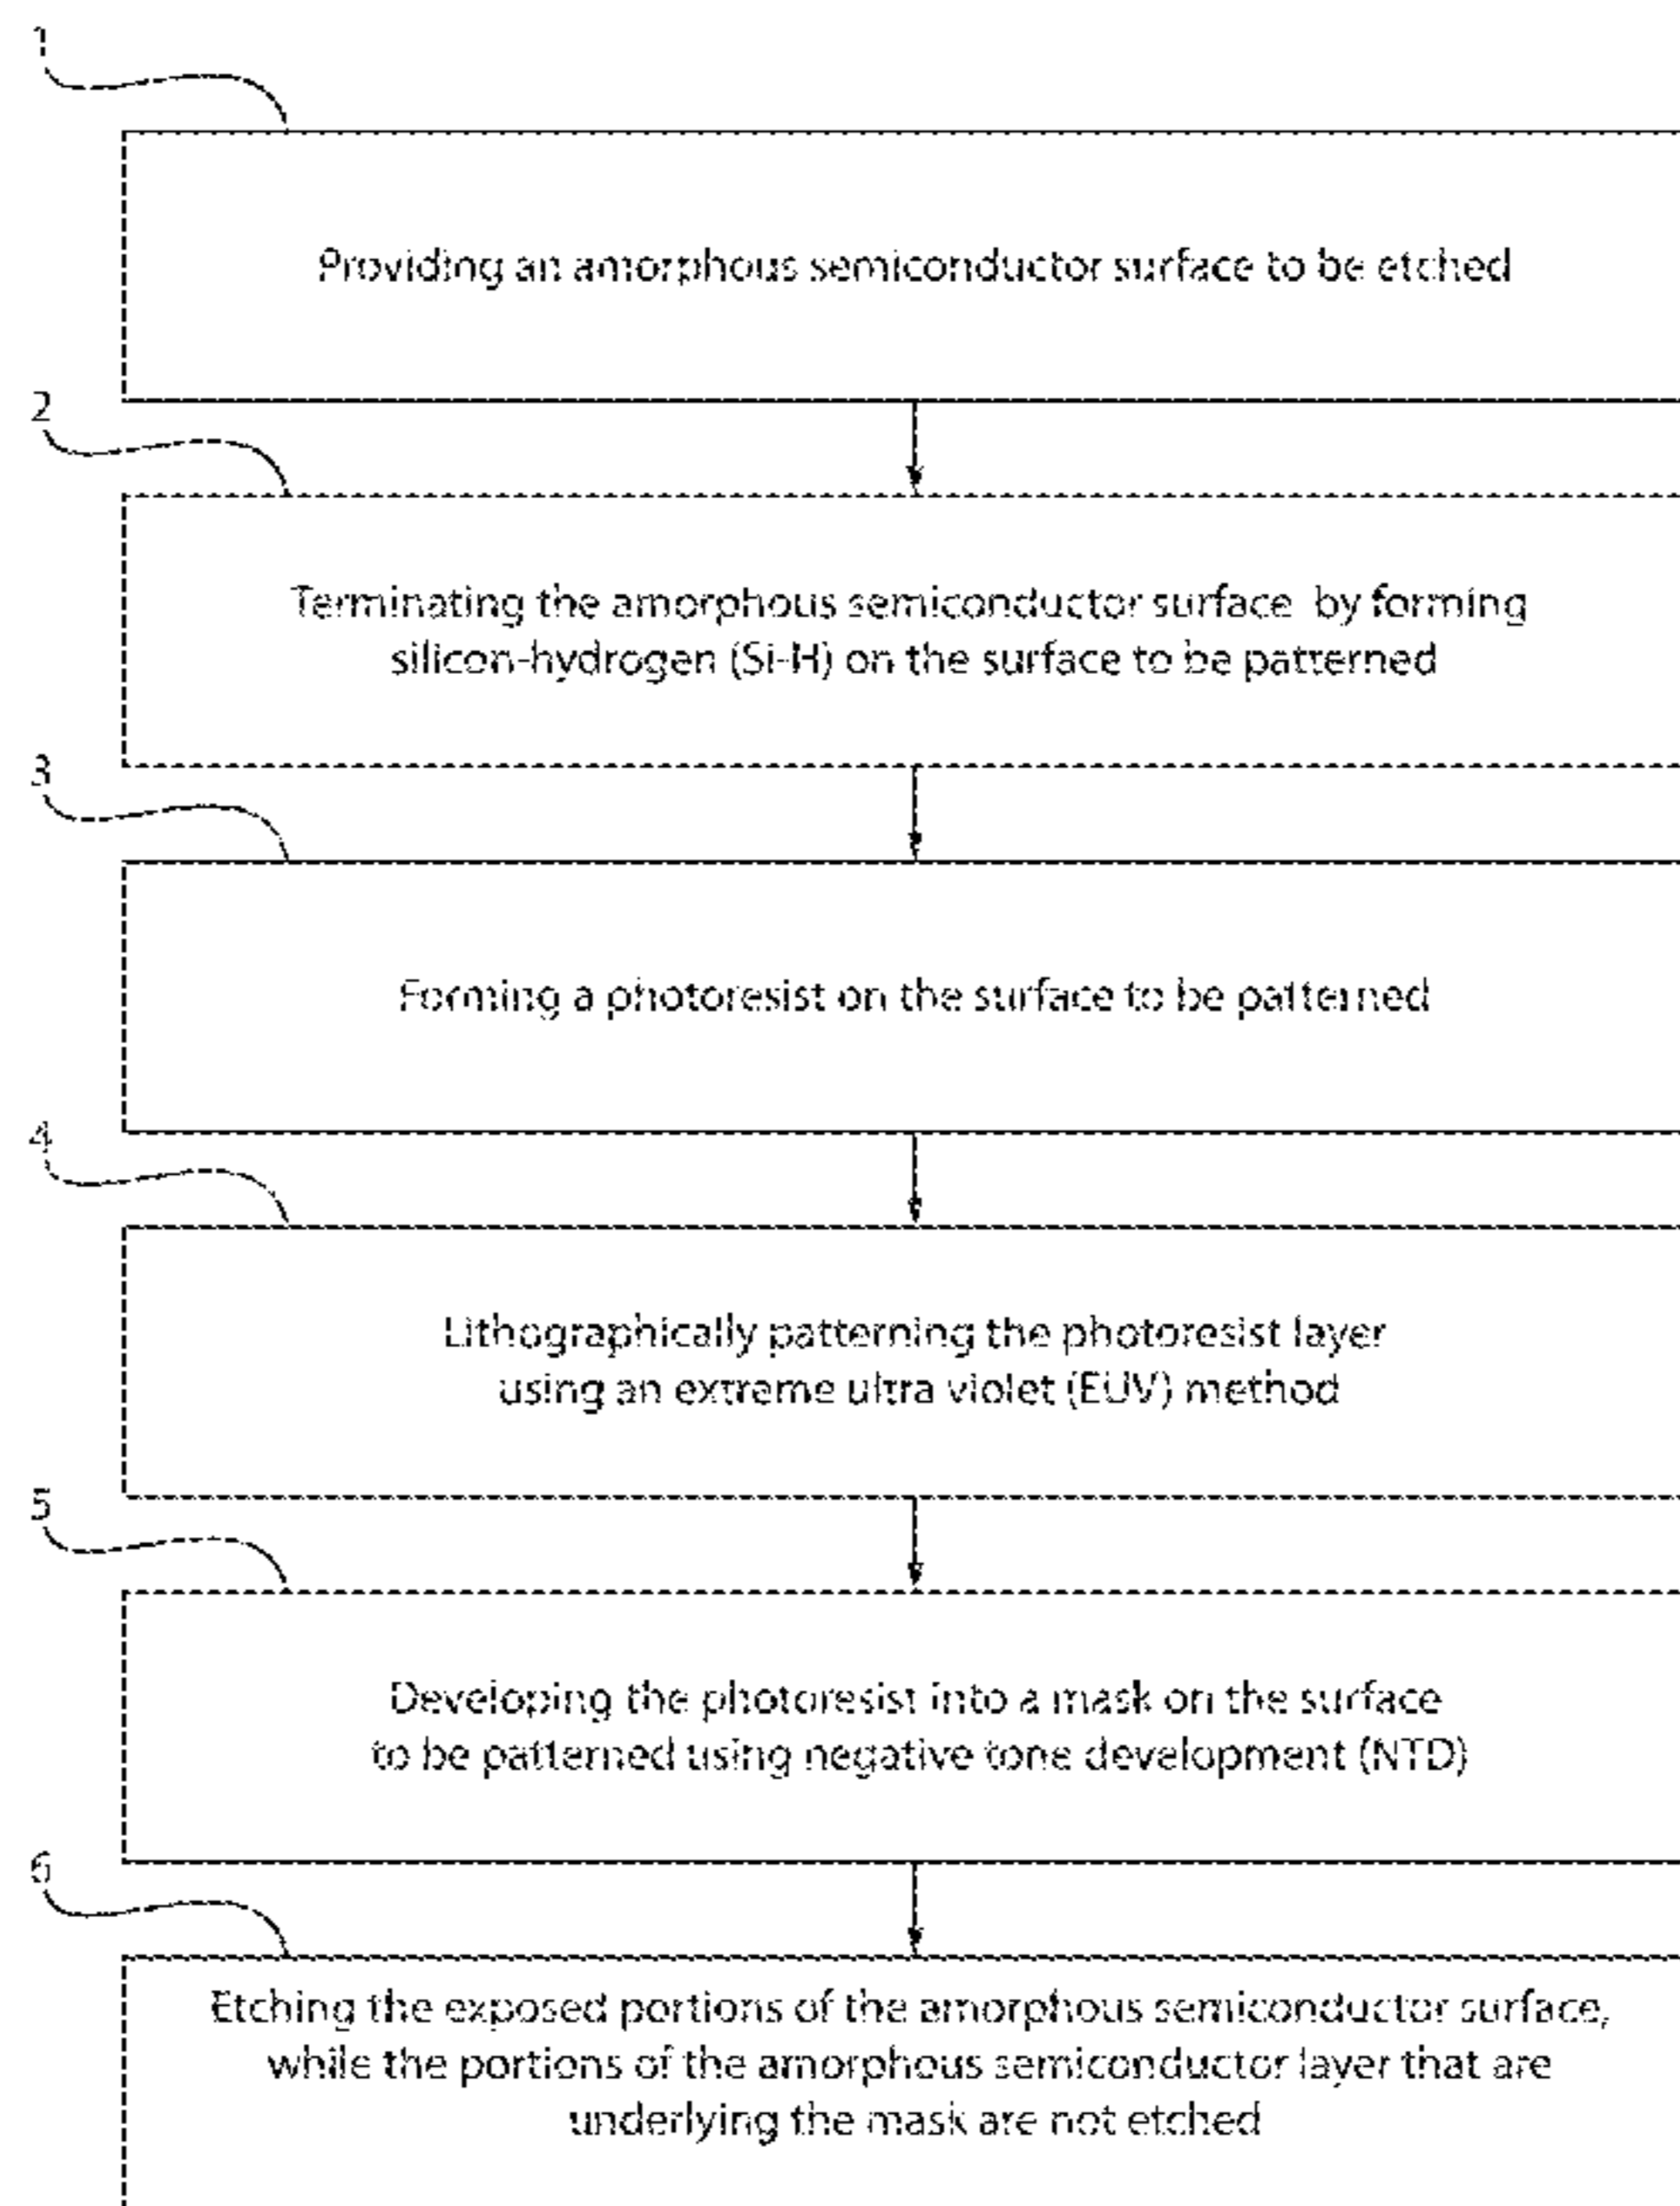 1
Providing an amorphous semiconductor surface to be etched
2
Terminating the amorphous semiconductor surface by forming
silicon-hydrogen (Si-H) on the surface to be patterned
3
Forming a photoresist on the surface to be patterned
4
Lithographically patterning the photoresist layer
using an extreme ultra violet (EUV) method
5
Developing the photoresist into a mask on the surface
to be patterned using negative tone development (NTD)
6
Etching the exposed portions of the amorphous semiconductor surface,
while the portions of the amorphous semiconductor layer that are
underlying the mask are not etched